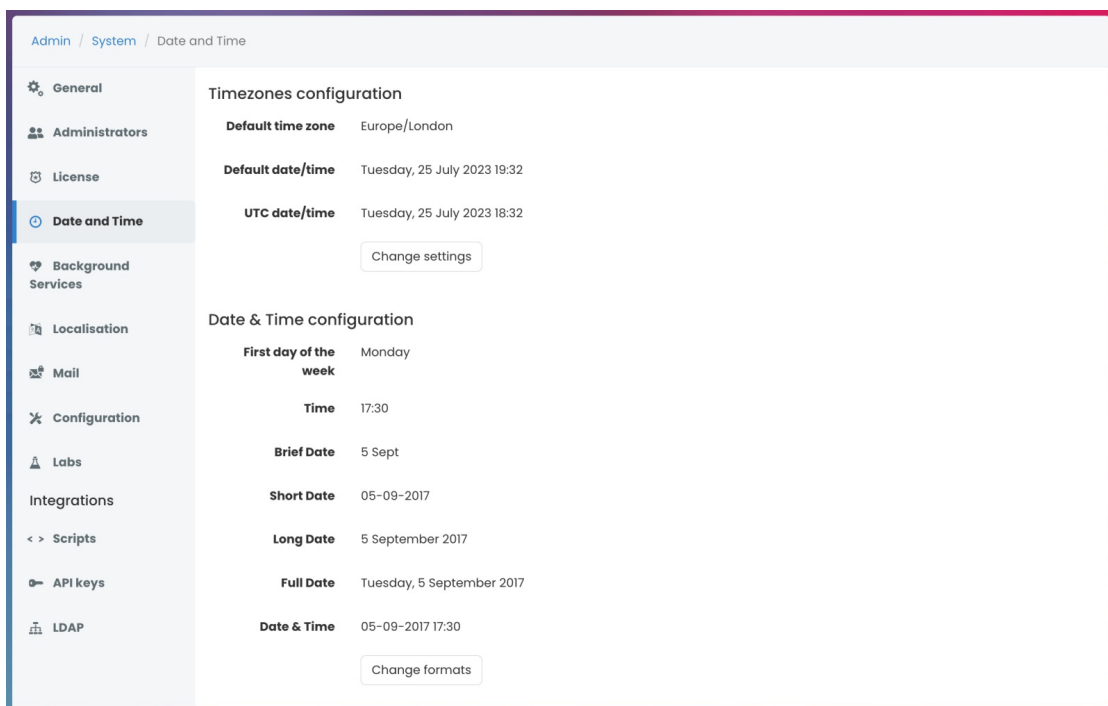 Admin / System / Date and Time
General
Administrators
License
Date and Time
Background
Services
Localisation
Mail
Configuration
Labs
Integrations
Scripts
API keys
LDAP
Timezones configuration
Default time zone Europe/London
Default date/time Tuesday, 25 July 2023 19:32
UTC date/time Tuesday, 25 July 2023 18:32
Change settings
Date & Time configuration
First day of the Monday
week
Time 17:30
Brief Date 5 Sept
Short Date 05-09-2017
Long Date 5 September 2017
Full Date Tuesday, 5 September 2017
Date & Time 05-09-2017 17:30
Change formats